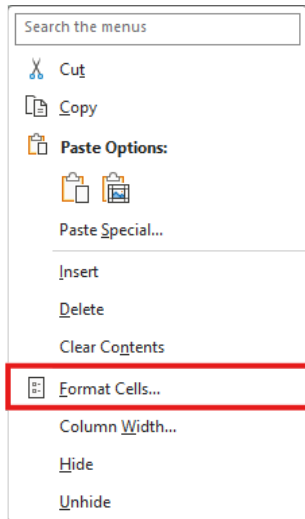 Search the menus
Cut
Copy
Paste Options:
Paste Special...
Insert
Delete
Clear Contents
Format Cells...
Column Width...
Hide
Unhide